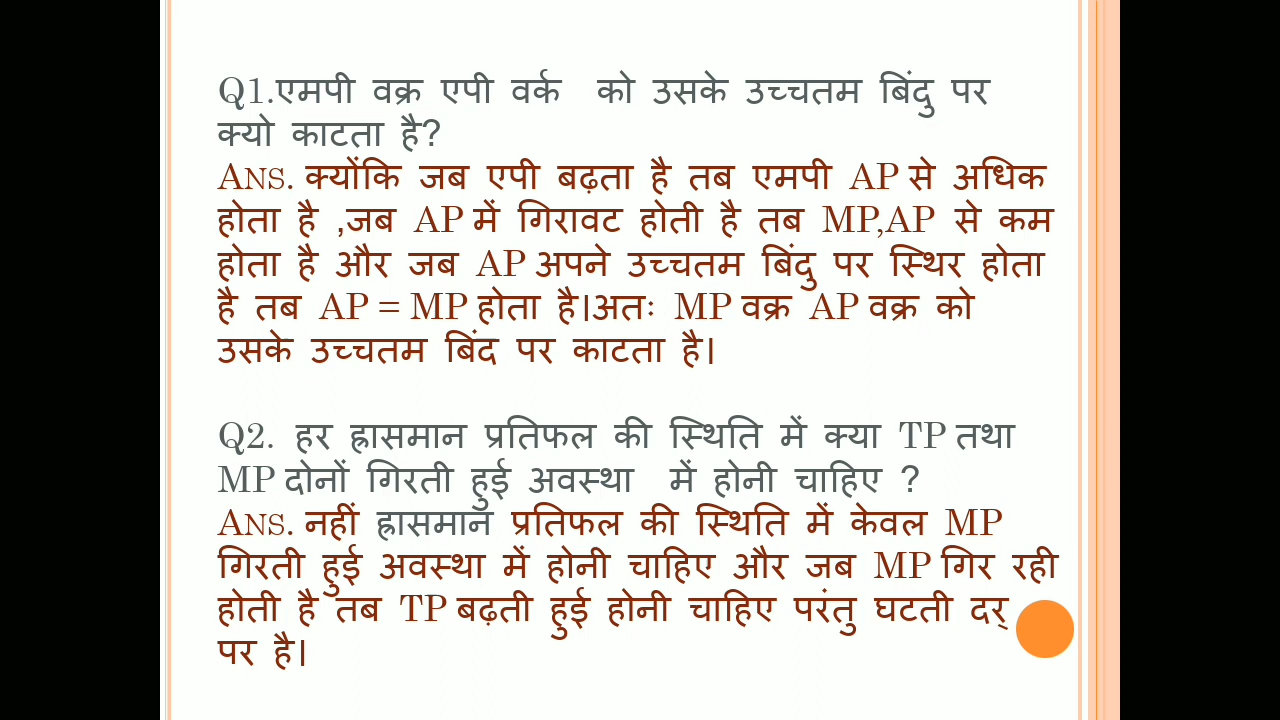 Q1.एमपी वक्र एपी वर्क को उसके उच्चतम बिंदु पर
क्यो काटता है?
ANS. क्योंकि जब एपी बढ़ता है तब एमपी AP से अधिक
होता है ,जब AP में गिरावट होती है तब MP,AP से कम
होता है और जब AP अपने उच्चतम बिंदु पर स्थिर होता
है तब AP = MP होता है।अतः MP वक्र AP वक्र को
उसके उच्चतम बिंद पर काटता है।
Q2. हर ह्रासमान प्रतिफल की स्थिति में क्या TP तथा
MP दोनों गिरती हुई अवस्था में होनी चाहिए ?
ANS. नहीं ह्रासमान प्रतिफल की स्थिति में केवल MP
गिरती हुई अवस्था में होनी चाहिए और जब MP गिर रही
होती है तब TP बढ़ती हुई होनी चाहिए परंतु घटती दर्
पर है।